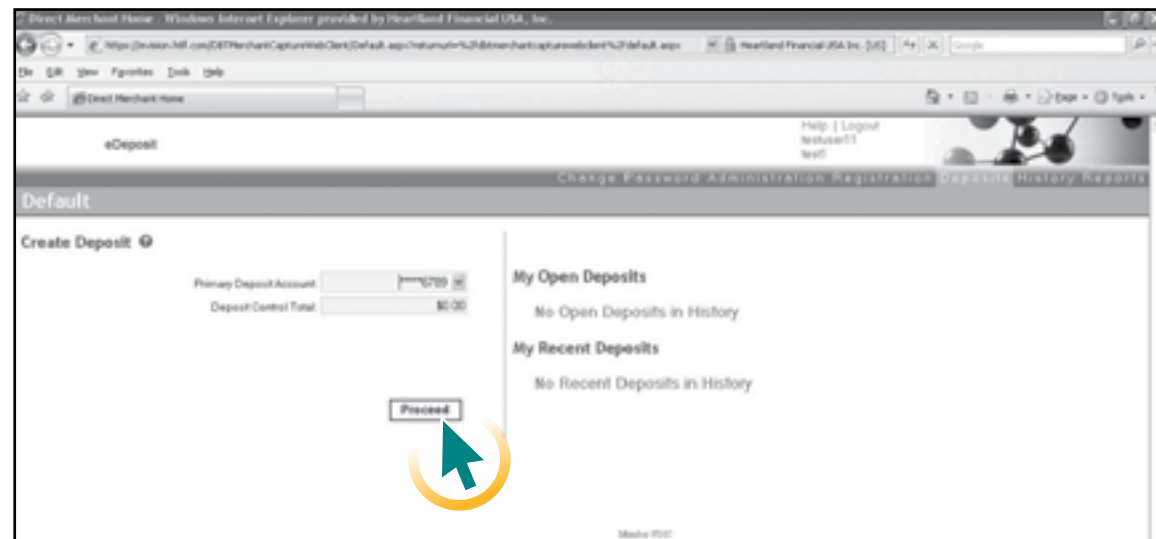 Direct Merchant Home - Windows Internet Explorer provided by Heartland Financial USA, Inc.
Heartland Financial USA Inc. [US]
Google
Edit View Favorites Tools Help
Direct Merchant Home
Page Tools
eDeposit
Help | Logout
testuser11
test1
Change Password Administration Registration Deposits History Reports
Default
Create Deposit
Primary Deposit Account
****6789
Deposit Control Total
$0.00
Proceed
My Open Deposits
No Open Deposits in History
My Recent Deposits
No Recent Deposits in History
Member FDIC